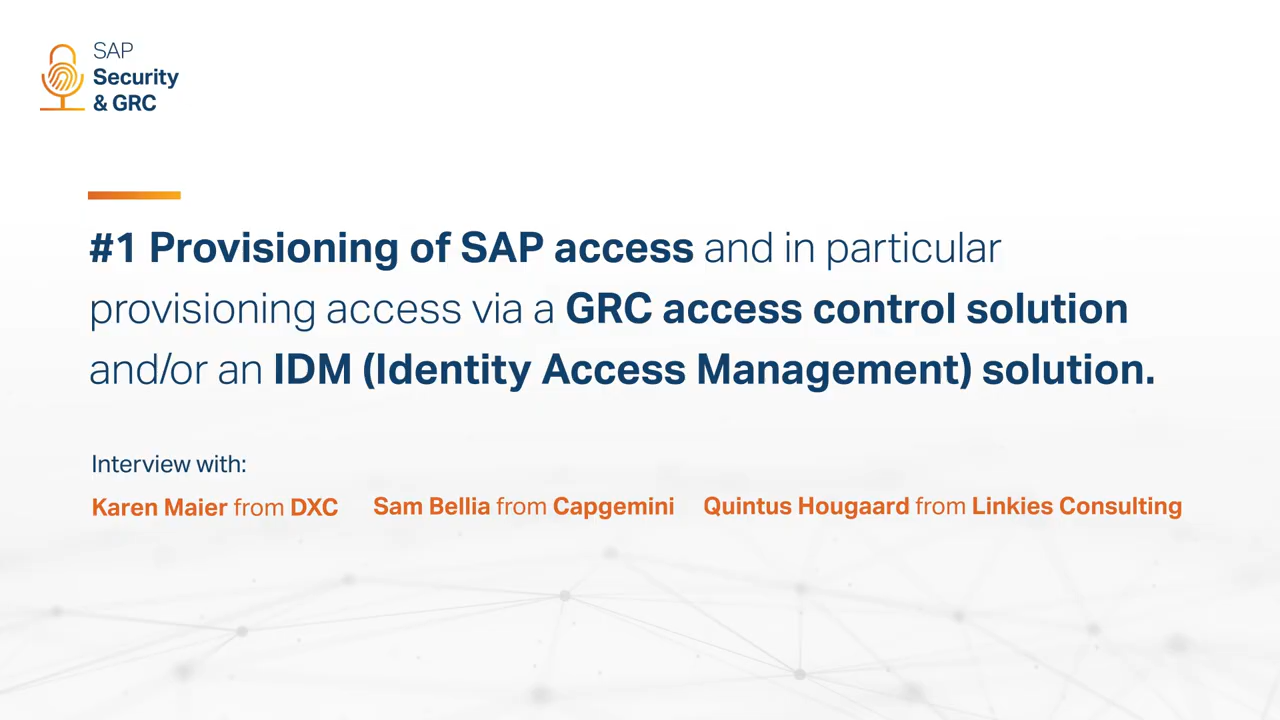 SAP
Security
& GRC
#1 Provisioning of SAP access and in particular
provisioning access via a GRC access control solution
and/or an IDM (Identity Access Management) solution.
Interview with:
Karen Maier from DXC Sam Bellia from Capgemini Quintus Hougaard from Linkies Consulting